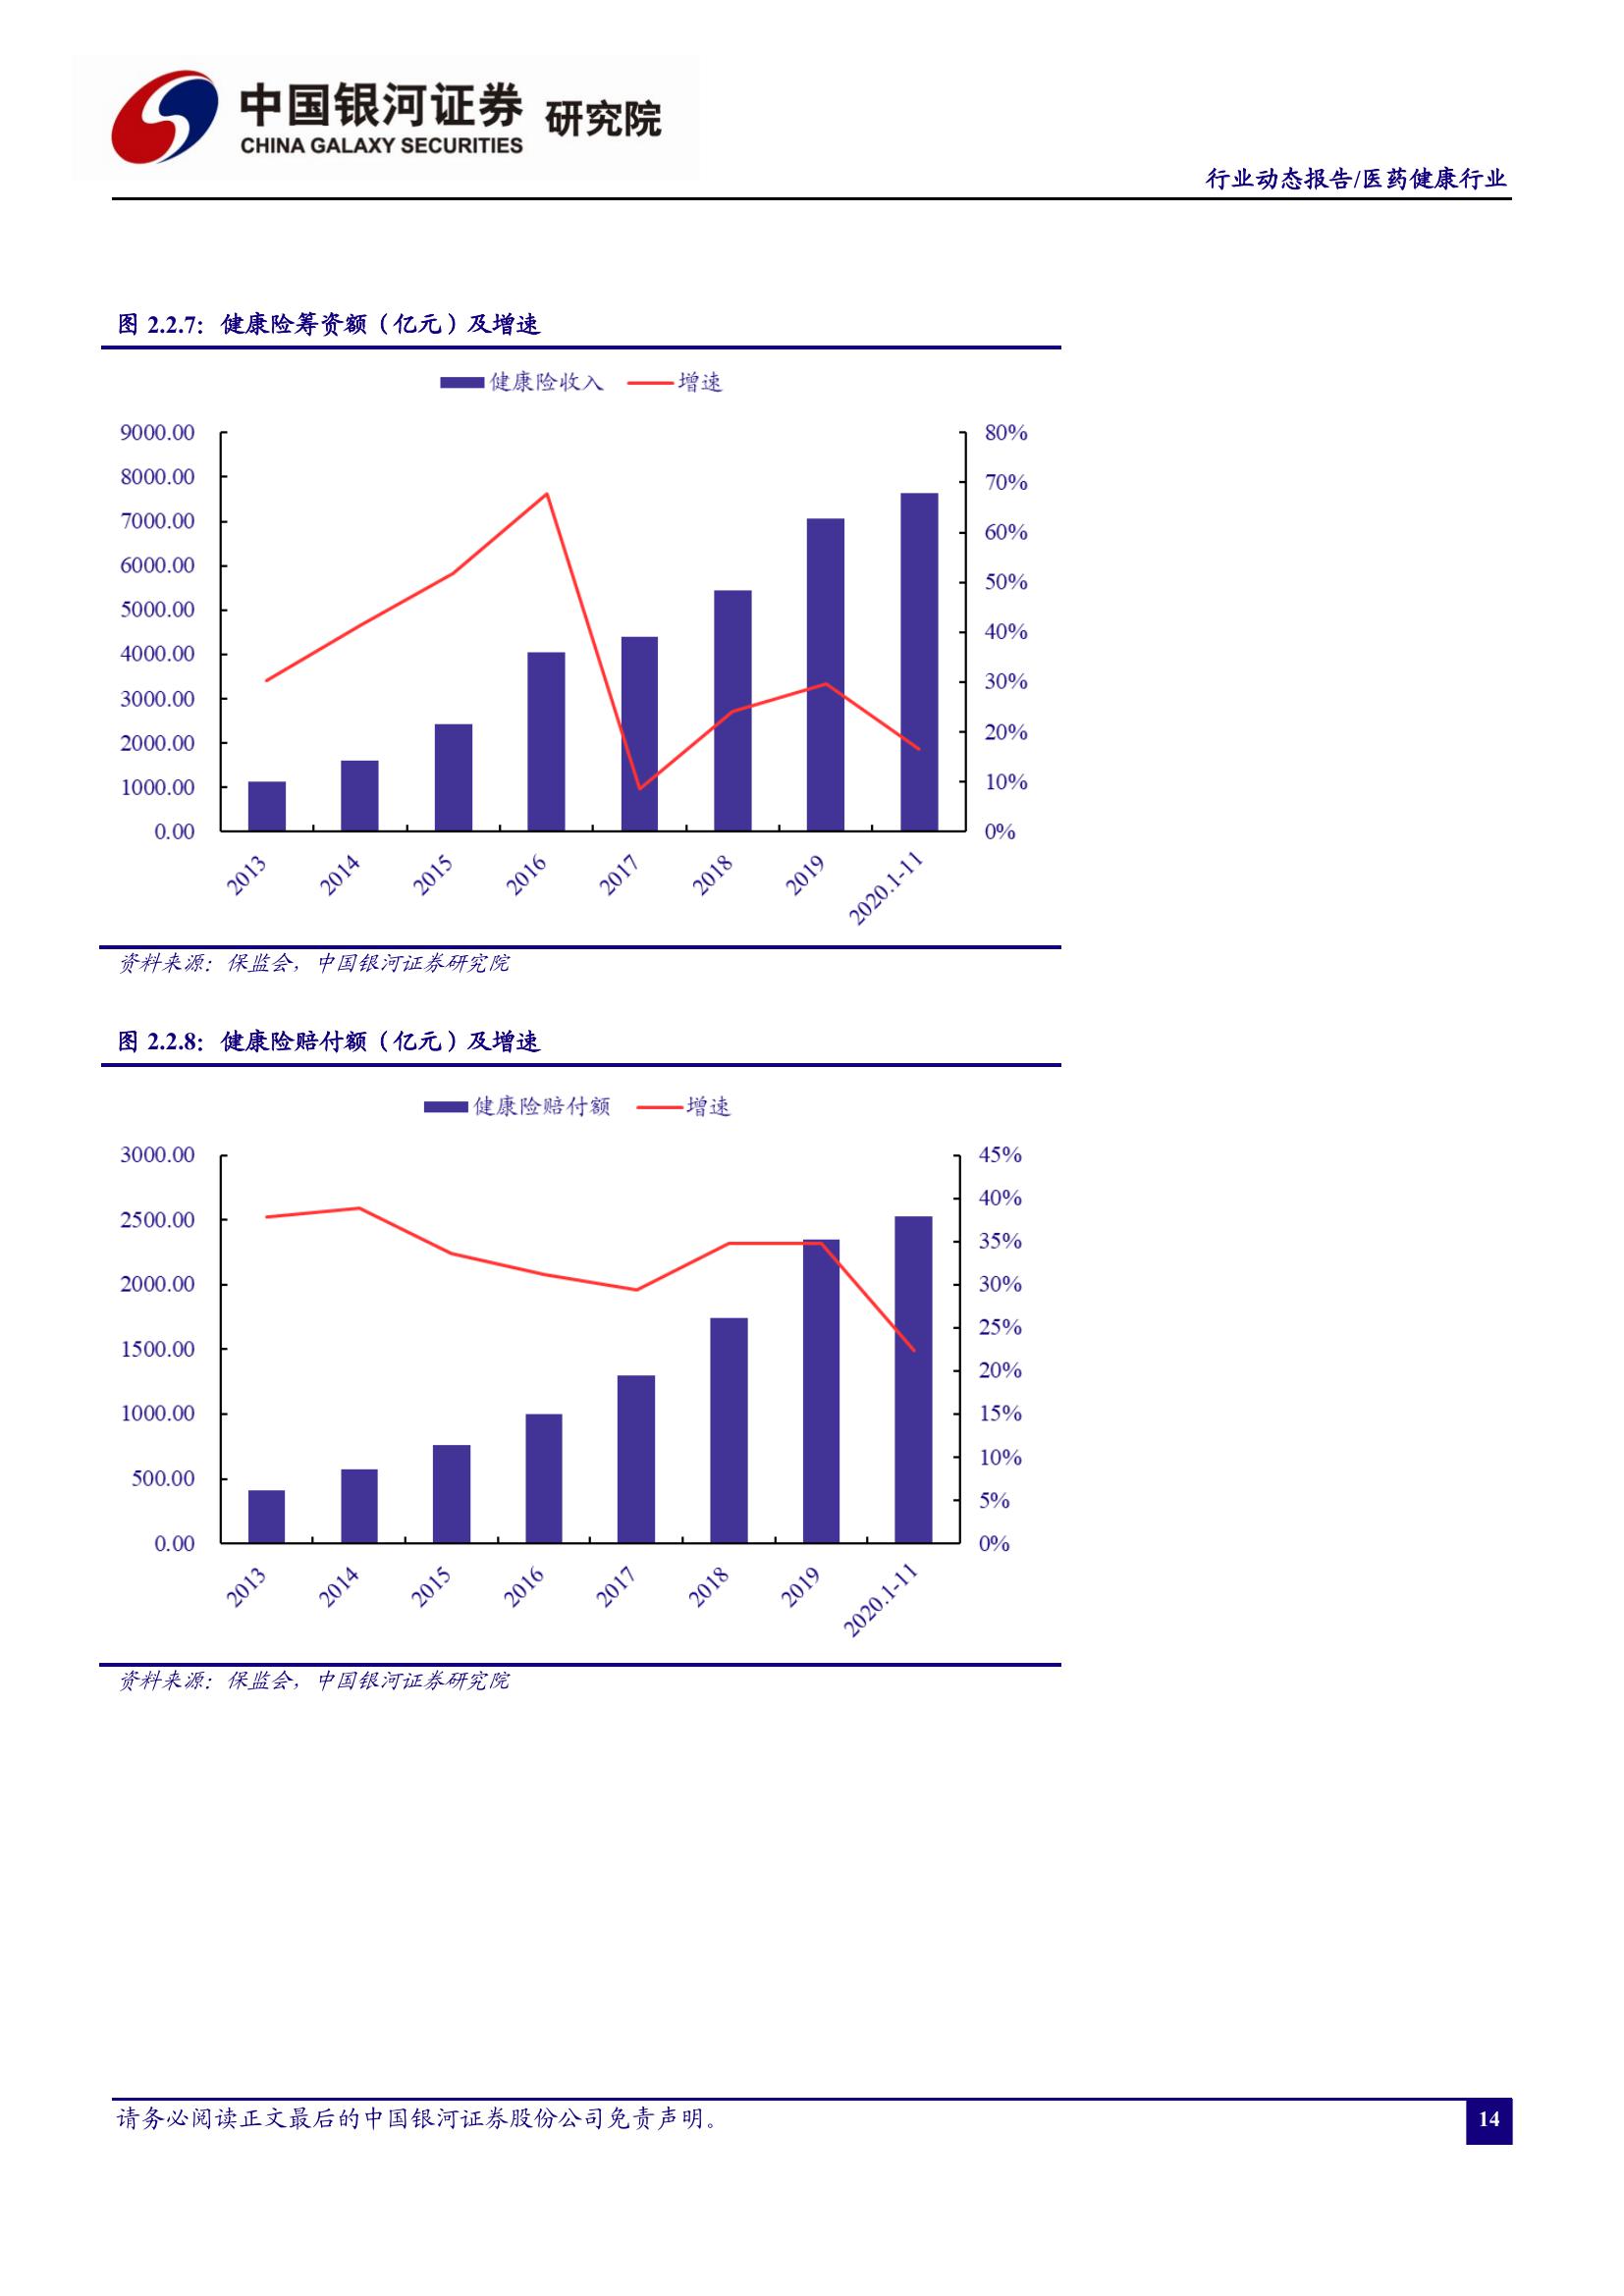 中国银河证券 研究院
CHINA GALAXY SECURITIES
行业动态报告/医药健康行业
图 2.2.7：健康险筹资额（亿元）及增速
健康险收入 增速
9000.00 80%
8000.00 70%
7000.00 60%
6000.00 50%
5000.00 40%
4000.00 30%
3000.00 20%
2000.00 10%
1000.00 0%
0.00
2013 2014 2015 2016 2017 2018 2019 2020.1-11
资料来源：保监会，中国银河证券研究院
图 2.2.8：健康险赔付额（亿元）及增速
健康险赔付额 增速
3000.00 45%
2500.00 40%
2000.00 35%
1500.00 30%
1000.00 25%
500.00 20%
0.00 15%
10%
5%
0%
2013 2014 2015 2016 2017 2018 2019 2020.1-11
资料来源：保监会，中国银河证券研究院
请务必阅读正文最后的中国银河证券股份公司免责声明。
14